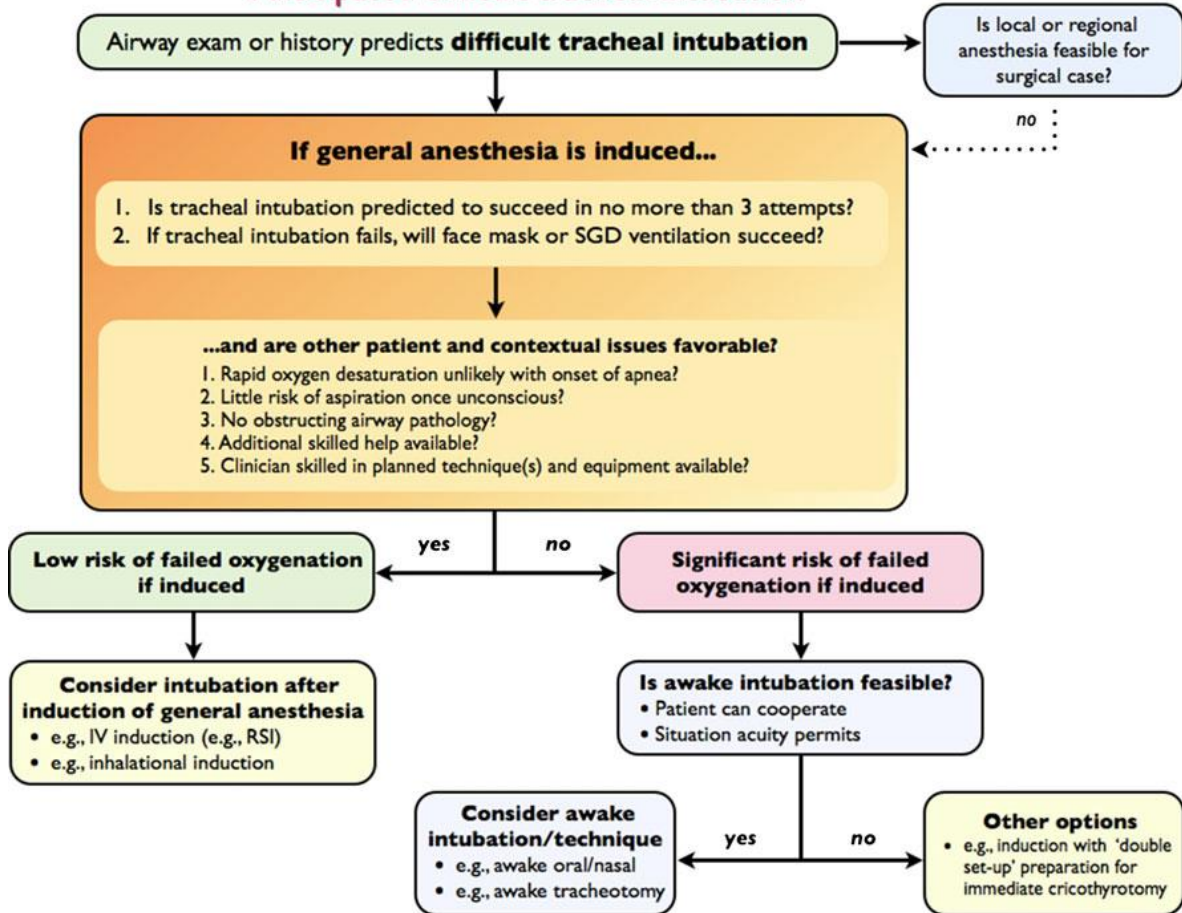 Airway exam or history predicts difficult tracheal intubation
Is local or regional
anesthesia feasible for
surgical case?
no
If general anesthesia is induced...
1. Is tracheal intubation predicted to succeed in no more than 3 attempts?
2. If tracheal intubation fails, will face mask or SGD ventilation succeed?
...and are other patient and contextual issues favorable?
1. Rapid oxygen desaturation unlikely with onset of apnea?
2. Little risk of aspiration once unconscious?
3. No obstructing airway pathology?
4. Additional skilled help available?
5. Clinician skilled in planned technique(s) and equipment available?
yes
no
Low risk of failed oxygenation
if induced
Significant risk of failed
oxygenation if induced
Consider intubation after
induction of general anesthesia
• e.g., IV induction (e.g., RSI)
• e.g., inhalational induction
Is awake intubation feasible?
• Patient can cooperate
• Situation acuity permits
Consider awake
intubation/technique
• e.g., awake oral/nasal
• e.g., awake tracheotomy
yes
no
Other options
• e.g., induction with 'double
set-up' preparation for
immediate cricothyrotomy